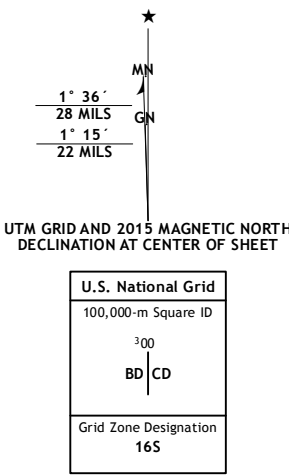 MN
1° 36´
28 MILS
GN
1° 15´
22 MILS
UTM GRID AND 2015 MAGNETIC NORTH
DECLINATION AT CENTER OF SHEET
U.S. National Grid
100,000-m Square ID
³00
BD CD
Grid Zone Designation
16S